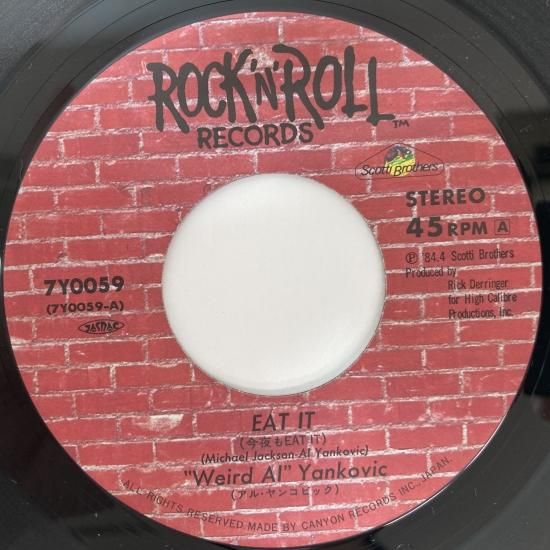 ROCK'N'ROLL
RECORDS™
Scotti Brothers
STEREO
45 RPM A
Ⓟ '84.4 Scotti Brothers
Produced by
Rick Derringer
for High Calibre
Productions, Inc.
7Y0059
(7Y0059-A)
JASRAC
EAT IT
(今夜もEAT IT)
(Michael Jackson-Al Yankovic)
"Weird Al" Yankovic
(アル・ヤンコビック)
ALL RIGHTS RESERVED. MADE BY CANYON RECORDS INC., JAPAN.